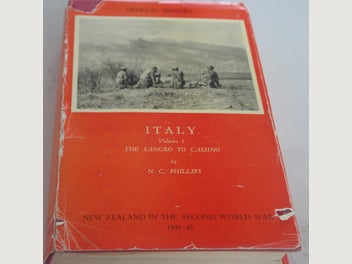 OFFICIAL HISTORY
ITALY
Volume I
THE SANGRO TO CASSINO
by
N. C. PHILLIPS
NEW ZEALAND IN THE SECOND WORLD WAR
1939-45